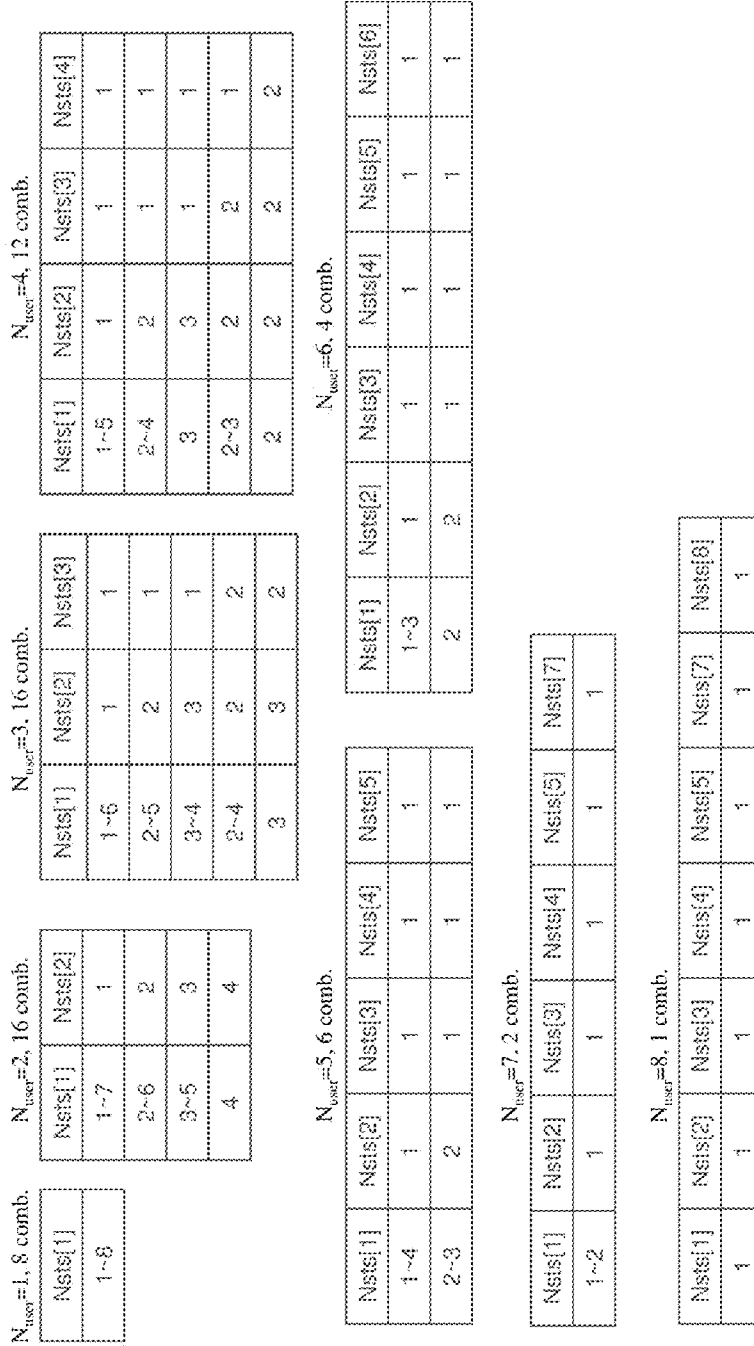 N_user=1, 8 comb.
Nsts[1]
1~8
N_user=2, 16 comb.
Nsts[1] Nsts[2]
1~7 1
2~6 2
3~5 3
4 4
N_user=3, 16 comb.
Nsts[1] Nsts[2] Nsts[3]
1~6 1 1
2~5 2 1
3~4 3 1
2~4 2 2
3 3 2
N_user=4, 12 comb.
Nsts[1] Nsts[2] Nsts[3] Nsts[4]
1~5 1 1 1
2~4 2 1 1
3 3 1 1
2~3 2 2 1
2 2 2 2
N_user=5, 6 comb.
Nsts[1] Nsts[2] Nsts[3] Nsts[4] Nsts[5]
1~4 1 1 1 1
2~3 2 1 1 1
N_user=6, 4 comb.
Nsts[1] Nsts[2] Nsts[3] Nsts[4] Nsts[5] Nsts[6]
1~3 1 1 1 1 1
2 2 1 1 1 1
N_user=7, 2 comb.
Nsts[1] Nsts[2] Nsts[3] Nsts[4] Nsts[5] Nsts[7]
1~2 1 1 1 1 1
N_user=8, 1 comb.
Nsts[1] Nsts[2] Nsts[3] Nsts[4] Nsts[5] Nsts[7] Nsts[8]
1 1 1 1 1 1 1